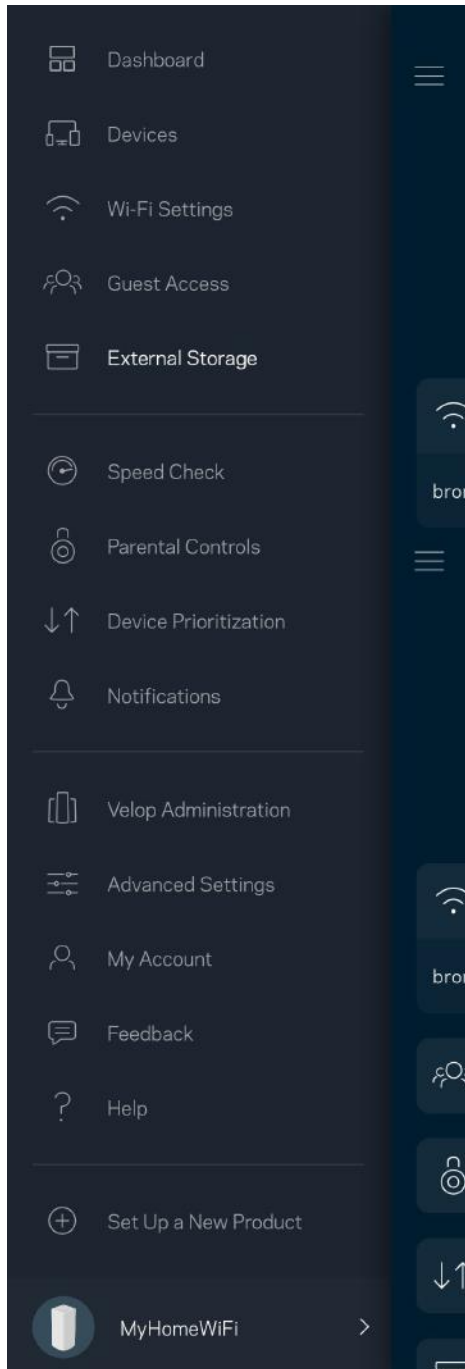 Dashboard
Devices
Wi-Fi Settings
Guest Access
External Storage
Speed Check
Parental Controls
Device Prioritization
Notifications
Velop Administration
Advanced Settings
My Account
Feedback
Help
Set Up a New Product
MyHomeWiFi